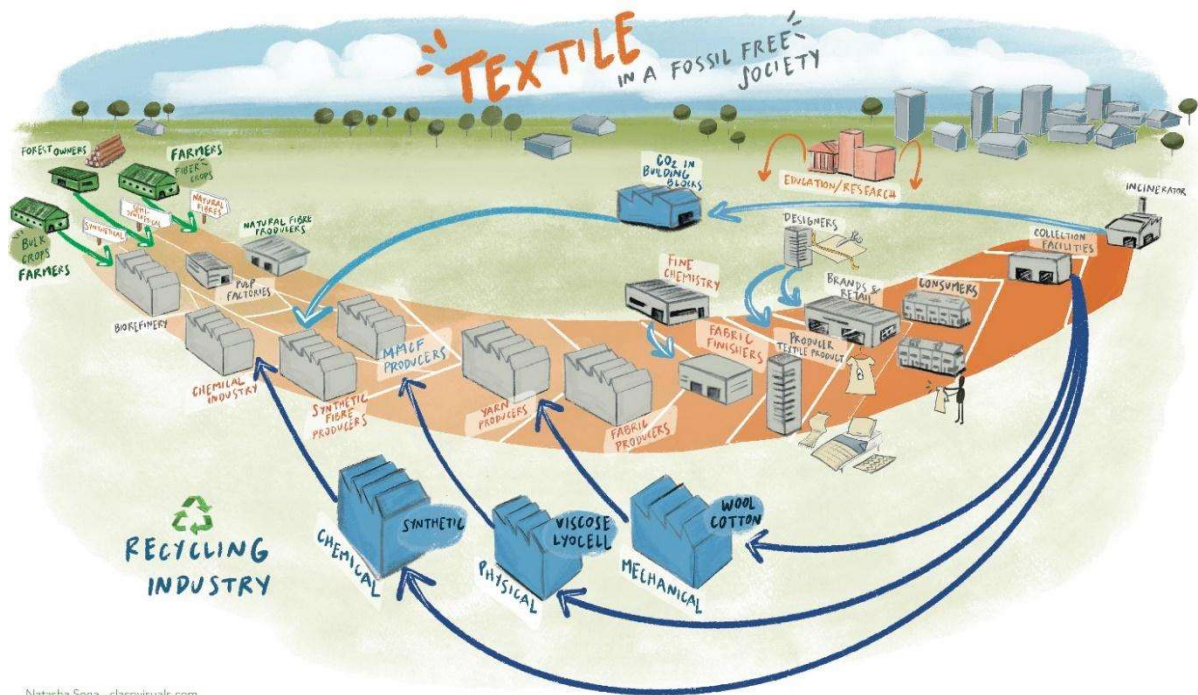 TEXTILE
IN A FOSSIL FREE
SOCIETY
FOREST OWNERS
FARMERS
FIBER
CROPS
NATURAL
FIBRES
SEMI-
SYNTHETICAL
SYNTHETICAL
BULK
CROPS
FARMERS
NATURAL FIBRE
PRODUCERS
PULP
FACTORIES
BIOREFINERY
CHEMICAL INDUSTRY
SYNTHETIC
FIBRE
PRODUCERS
MMCF
PRODUCERS
YARN
PRODUCERS
FABRIC
PRODUCERS
FINE
CHEMISTRY
FABRIC
FINISHERS
CO2 IN
BUILDING
BLOCKS
EDUCATION/RESEARCH
DESIGNERS
BRANDS &
RETAIL
PRODUCER
TEXTILE PRODUCT
CONSUMERS
COLLECTION
FACILITIES
INCINERATOR
RECYCLING
INDUSTRY
CHEMICAL
SYNTHETIC
PHYSICAL
VISCOSE
LYOCELL
MECHANICAL
WOOL
COTTON